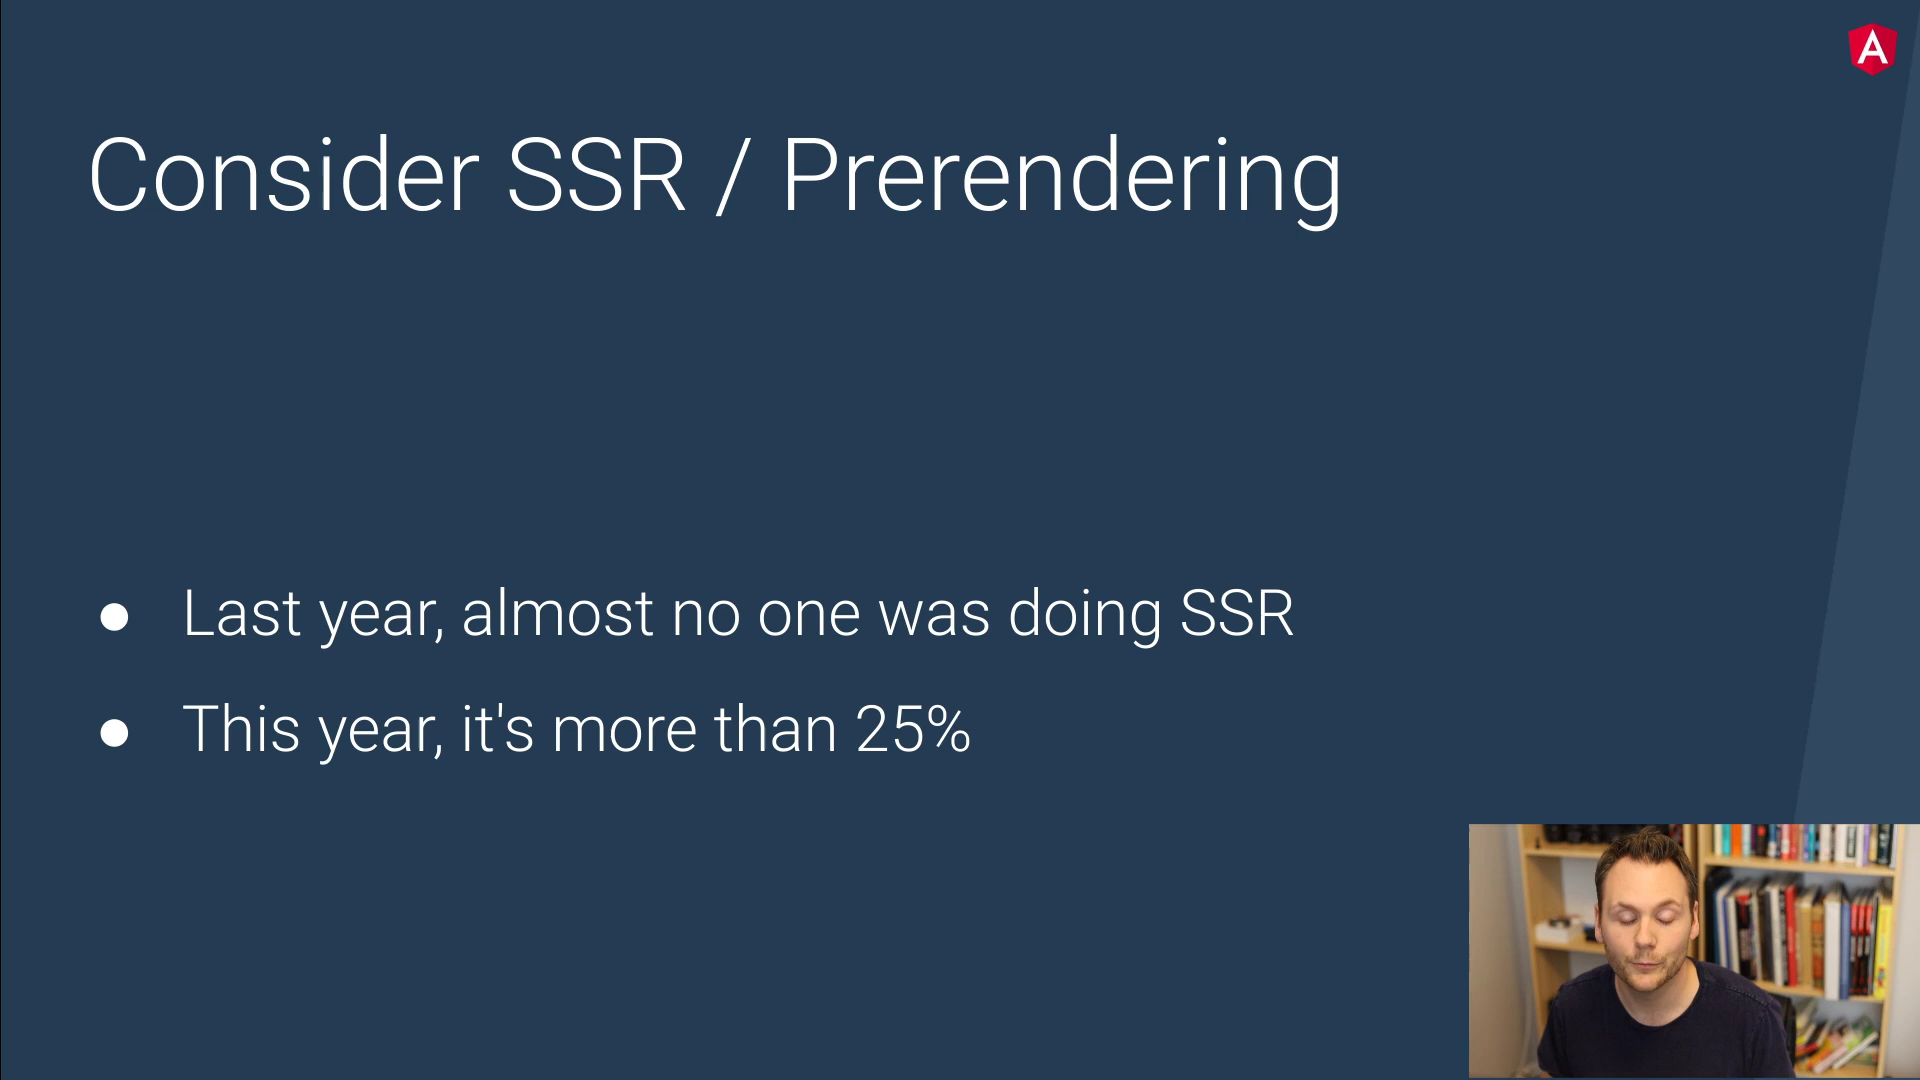 Consider SSR / Prerendering
● Last year, almost no one was doing SSR
● This year, it's more than 25%